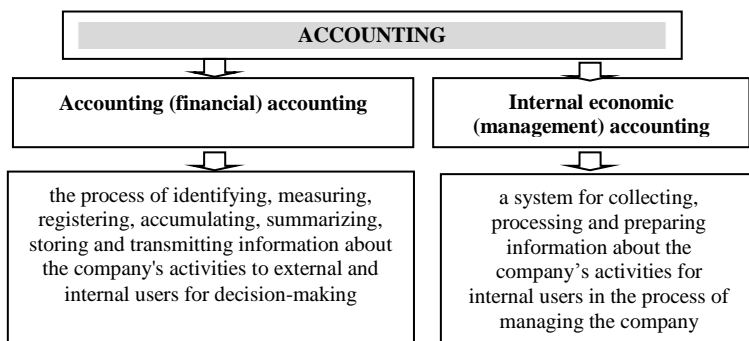 ACCOUNTING
Accounting (financial) accounting
Internal economic
(management) accounting
the process of identifying, measuring,
registering, accumulating, summarizing,
storing and transmitting information about
the company's activities to external and
internal users for decision-making
a system for collecting,
processing and preparing
information about the
company’s activities for
internal users in the process of
managing the company